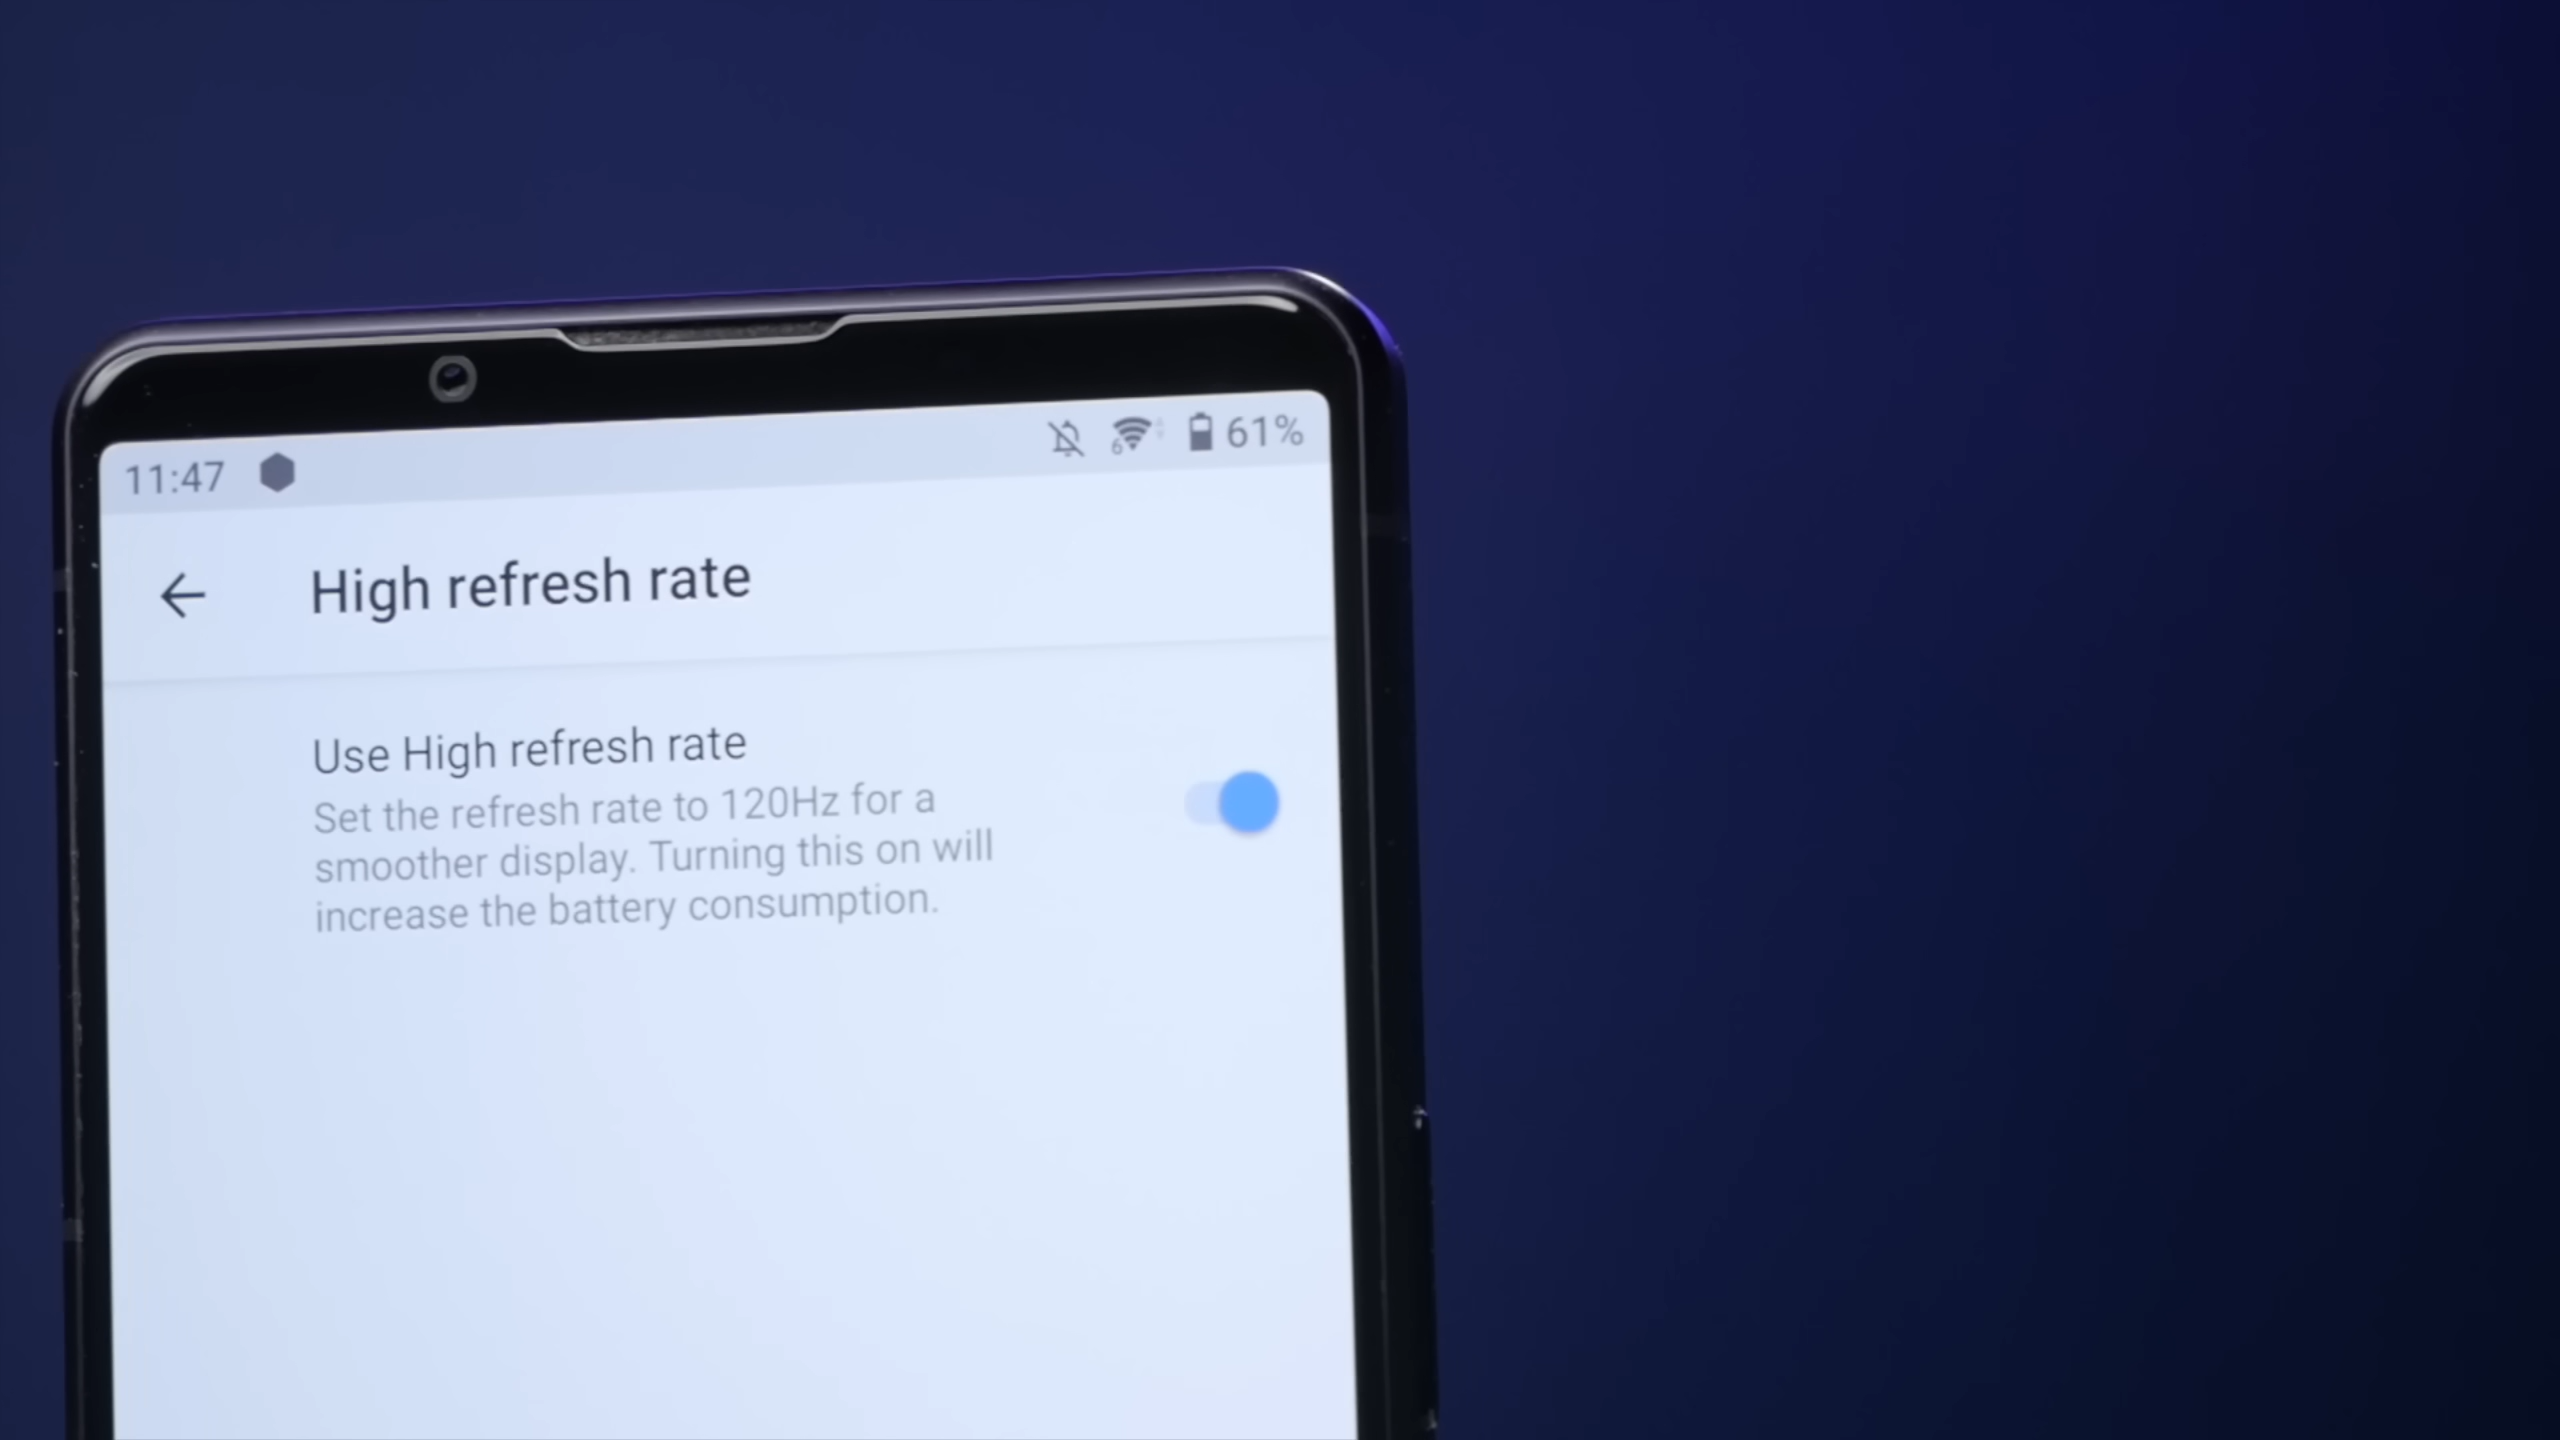 11:47 6 61%
High refresh rate
Use High refresh rate
Set the refresh rate to 120Hz for a
smoother display. Turning this on will
increase the battery consumption.